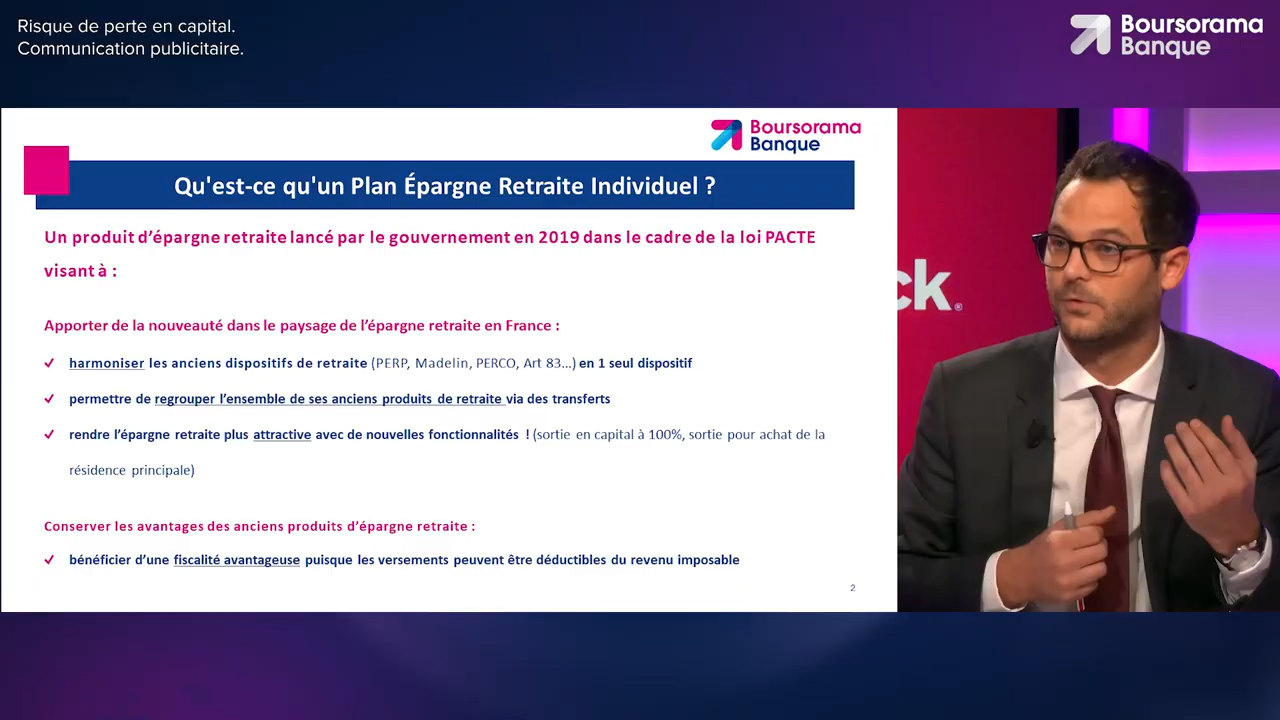 Risque de perte en capital.
Communication publicitaire.
Boursorama
Banque
Boursorama
Banque
Qu'est-ce qu'un Plan Épargne Retraite Individuel ?
Un produit d’épargne retraite lancé par le gouvernement en 2019 dans le cadre de la loi PACTE
visant à :
Apporter de la nouveauté dans le paysage de l’épargne retraite en France :
✓ harmoniser les anciens dispositifs de retraite (PERP, Madelin, PERCO, Art 83…) en 1 seul dispositif
✓ permettre de regrouper l’ensemble de ses anciens produits de retraite via des transferts
✓ rendre l’épargne retraite plus attractive avec de nouvelles fonctionnalités ! (sortie en capital à 100%, sortie pour achat de la
résidence principale)
Conserver les avantages des anciens produits d’épargne retraite :
✓ bénéficier d’une fiscalité avantageuse puisque les versements peuvent être déductibles du revenu imposable
2
ck.